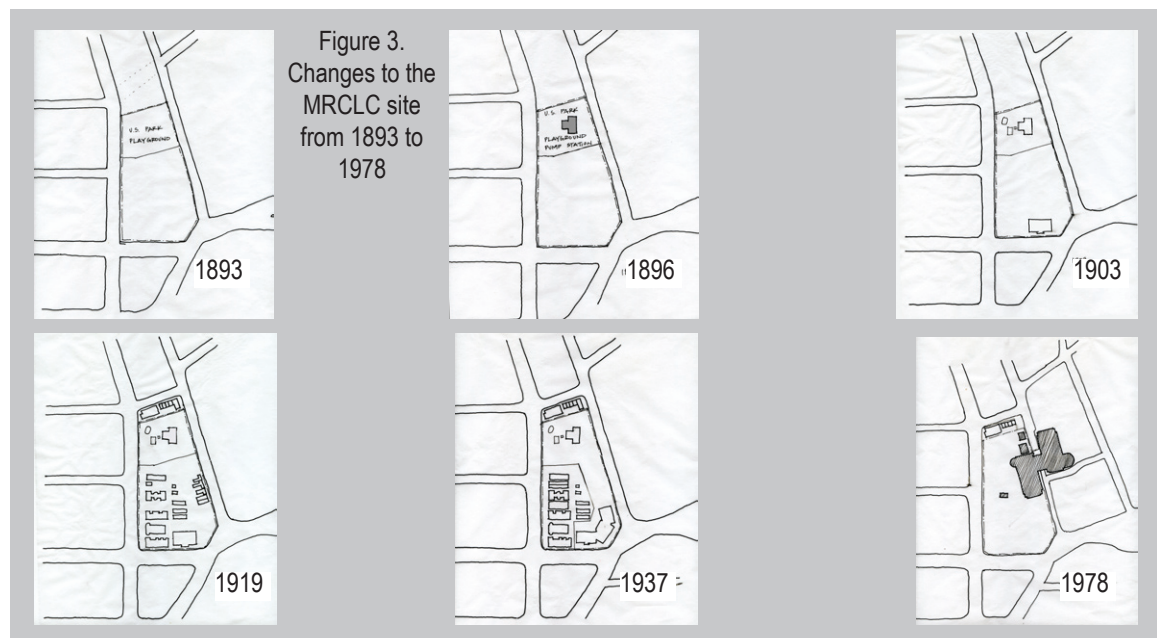 Figure 3.
Changes to the
MRCLC site
from 1893 to
1978
U.S. PARK
PLAYGROUND
1893
U.S. PARK
PLAYGROUND
PUMP STATION
1896
1903
1919
1937
1978